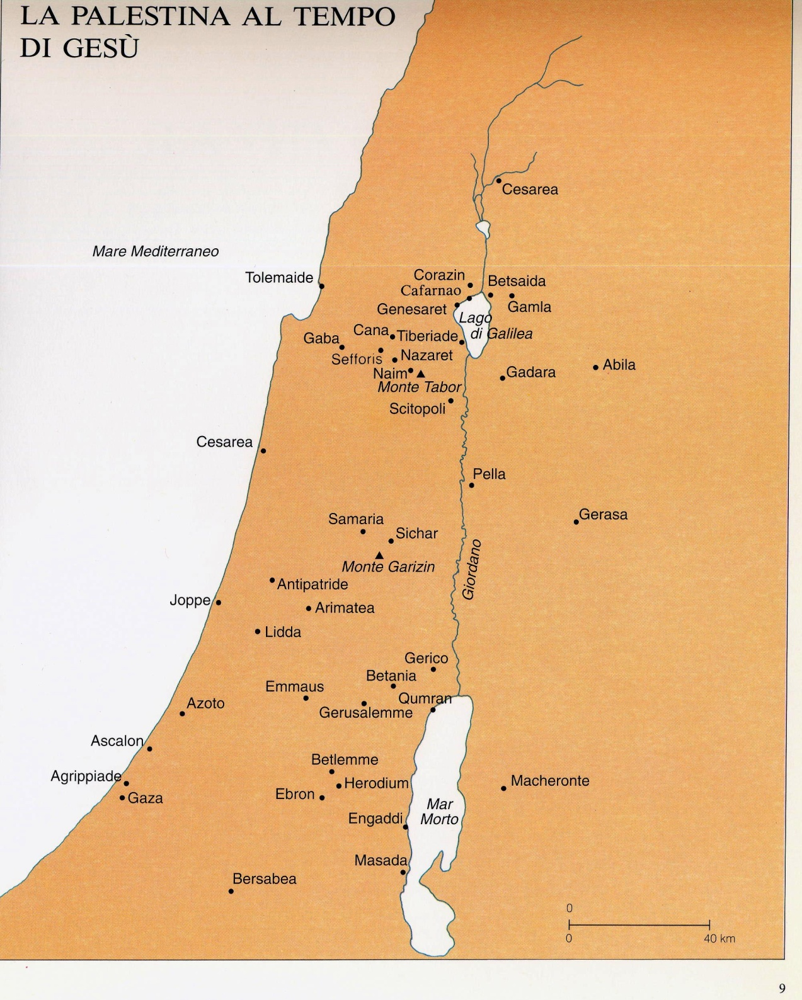 LA PALESTINA AL TEMPO
DI GESÙ
Cesarea
Mare Mediterraneo
Tolemaide
Corazin
Betsaida
Cafarnao
Genesaret
Gamla
Lago
di Galilea
Cana
Tiberiade
Gaba
Sefforis
Nazaret
Naim
Monte Tabor
Gadara
Abila
Scitopoli
Cesarea
Pella
Gerasa
Samaria
Sichar
Monte Garizin
Giordano
Antipatride
Joppe
Arimatea
Lidda
Gerico
Betania
Emmaus
Qumran
Azoto
Gerusalemme
Ascalon
Betlemme
Agrippiade
Herodium
Macheronte
Ebron
Gaza
Mar
Morto
Engaddi
Masada
Bersabea
0
0
40 km
9